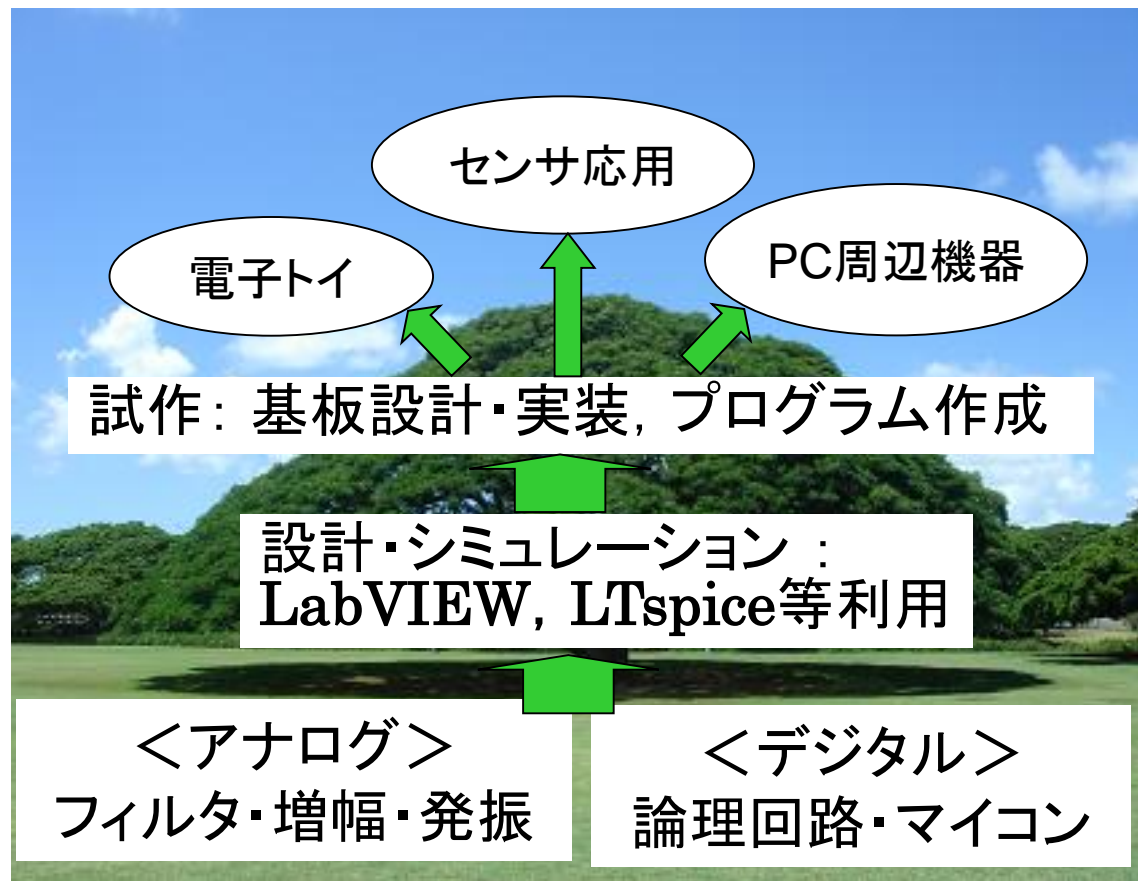 センサ応用
電子トイ
PC周辺機器
試作：基板設計・実装, プログラム作成
設計・シミュレーション：
LabVIEW, LTspice等利用
＜アナログ＞
フィルタ・増幅・発振
＜デジタル＞
論理回路・マイコン